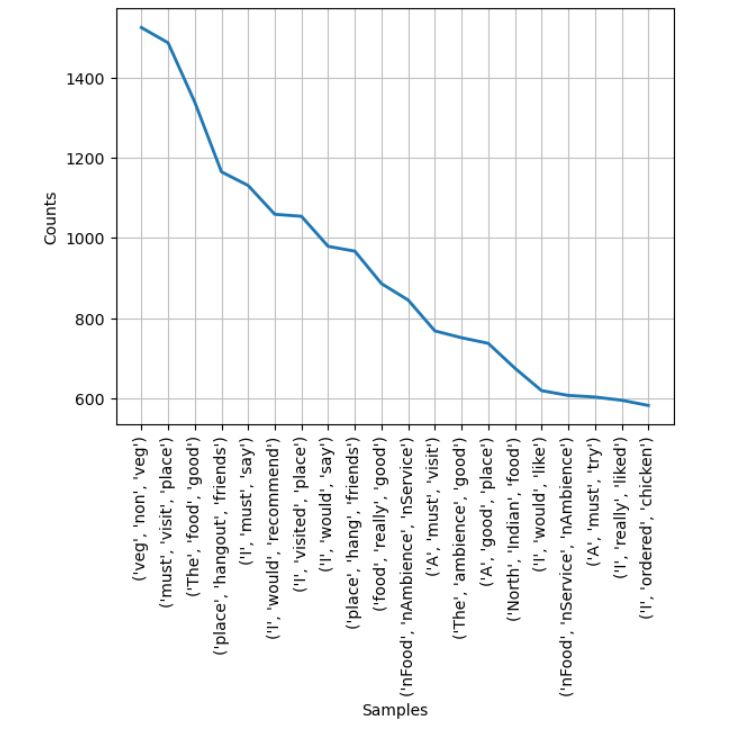 1400
1200
1000
800
600
Counts
('veg', 'non', 'veg')
('must', 'visit', 'place')
('The', 'food', 'good')
('place', 'hangout', 'friends')
('I', 'must', 'say')
('I', 'would', 'recommend')
('I', 'visited', 'place')
('I', 'would', 'say')
('place', 'hang', 'friends')
('food', 'really', 'good')
('nFood', 'nAmbience', 'nService')
('A', 'must', 'visit')
('The', 'ambience', 'good')
('A', 'good', 'place')
('North', 'Indian', 'food')
('I', 'would', 'like')
('nFood', 'nService', 'nAmbience')
('A', 'must', 'try')
('I', 'really', 'liked')
('I', 'ordered', 'chicken')
Samples